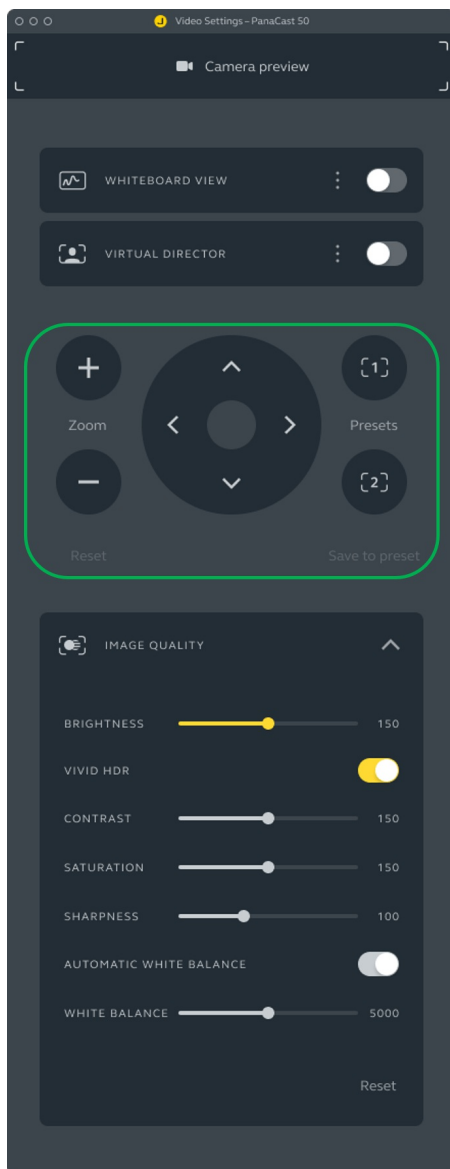 Video Settings – PanaCast 50
Camera preview
WHITEBOARD VIEW
VIRTUAL DIRECTOR
1
Zoom
Presets
2
Reset
Save to preset
IMAGE QUALITY
BRIGHTNESS 150
VIVID HDR
CONTRAST 150
SATURATION 150
SHARPNESS 100
AUTOMATIC WHITE BALANCE
WHITE BALANCE 5000
Reset